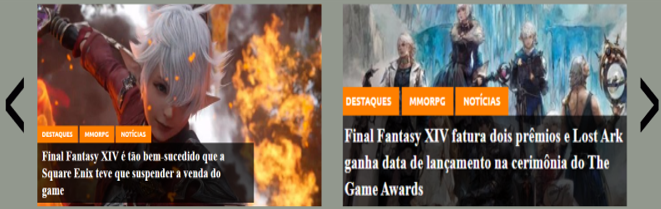 DESTAQUES MMORPG NOTÍCIAS
Final Fantasy XIV é tão bem-sucedido que a
Square Enix teve que suspender a venda do
game
DESTAQUES MMORPG NOTÍCIAS
Final Fantasy XIV fatura dois prêmios e Lost Ark
ganha data de lançamento na cerimônia do The
Game Awards